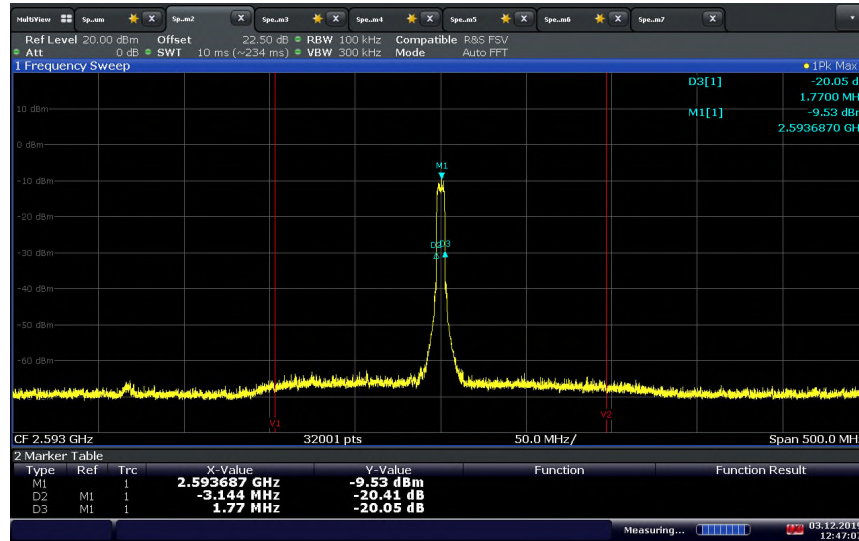 MultiView Sp..um X Sp..m2 X Spe..m3 X Spe..m4 X Spe..m5 X Spe..m6 X Spe..m7 X
Ref Level 20.00 dBm Offset 22.50 dB RBW 100 kHz Compatible R&S FSV
Att 0 dB SWT 10 ms (~234 ms) VBW 300 kHz Mode Auto FFT
1 Frequency Sweep 1Pk Max
D3[1] -20.05 d
1.7700 MH
10 dBm M1[1] -9.53 dBr
2.5936870 GH
0 dBm
M1
-10 dBm
-20 dBm
D2 D3
-30 dBm
-40 dBm
-50 dBm
-60 dBm
V1 V2
CF 2.593 GHz 32001 pts 50.0 MHz/ Span 500.0 MH
2 Marker Table
Type Ref Trc X-Value Y-Value Function Function Result
M1 1 2.593687 GHz -9.53 dBm
D2 M1 1 -3.144 MHz -20.41 dB
D3 M1 1 1.77 MHz -20.05 dB
Measuring... 03.12.2019
12:47:02